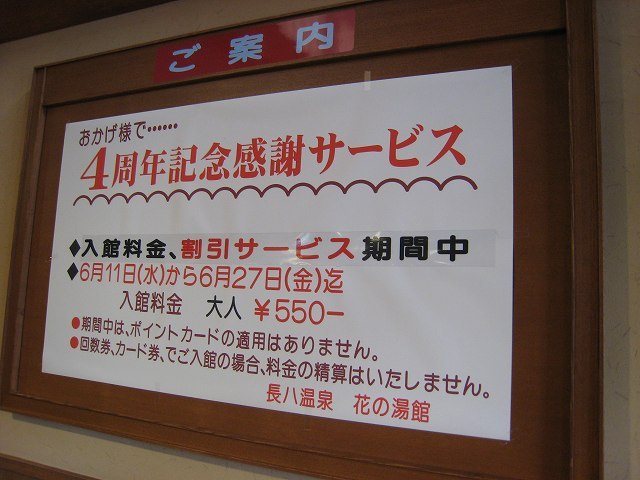 ご案内
おかげ様で……
4周年記念感謝サービス
◆入館料金、割引サービス期間中
◆6月11日(水)から6月27日(金)迄
入館料金 大人 ¥550ー
●期間中は、ポイントカードの適用はありません。
●回数券、カード券、でご入館の場合、料金の精算はいたしません。
長八温泉 花の湯館